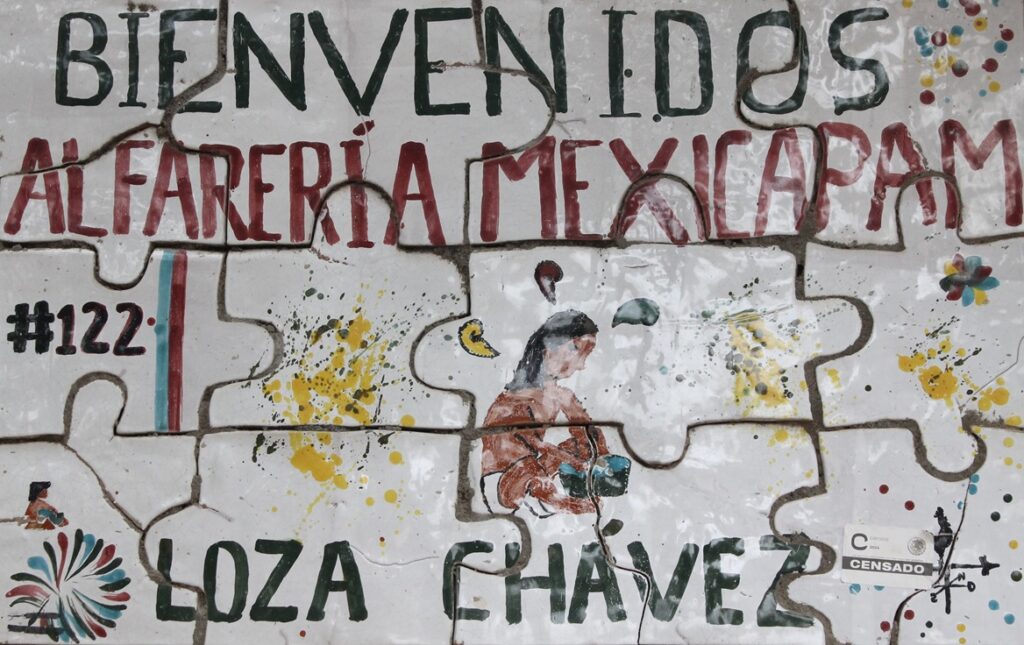 BIENVENIDOS
ALFARERÍA MEXICAPAM
#122
LOZA CHÁVEZ
C
CENSADO
N
O